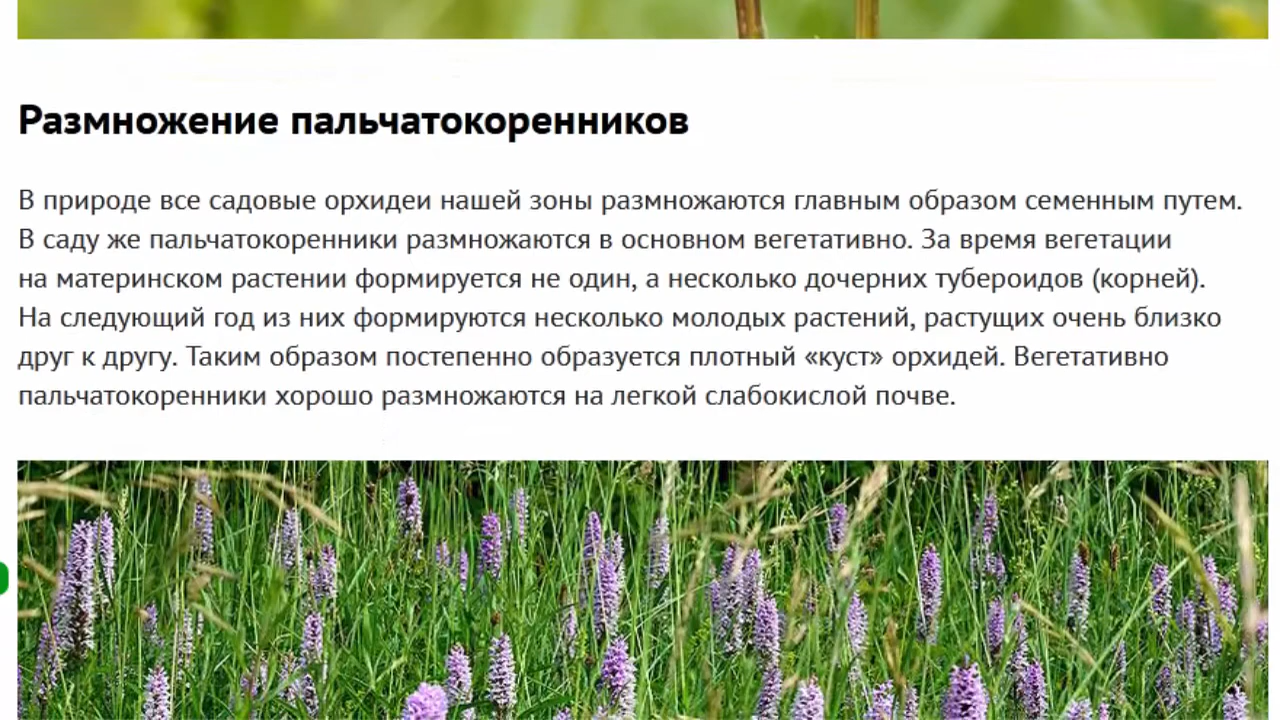 Размножение пальчатокоренников
В природе все садовые орхидеи нашей зоны размножаются главным образом семенным путем.
В саду же пальчатокоренники размножаются в основном вегетативно. За время вегетации
на материнском растении формируется не один, а несколько дочерних тубероидов (корней).
На следующий год из них формируются несколько молодых растений, растущих очень близко
друг к другу. Таким образом постепенно образуется плотный «куст» орхидей. Вегетативно
пальчатокоренники хорошо размножаются на легкой слабокислой почве.